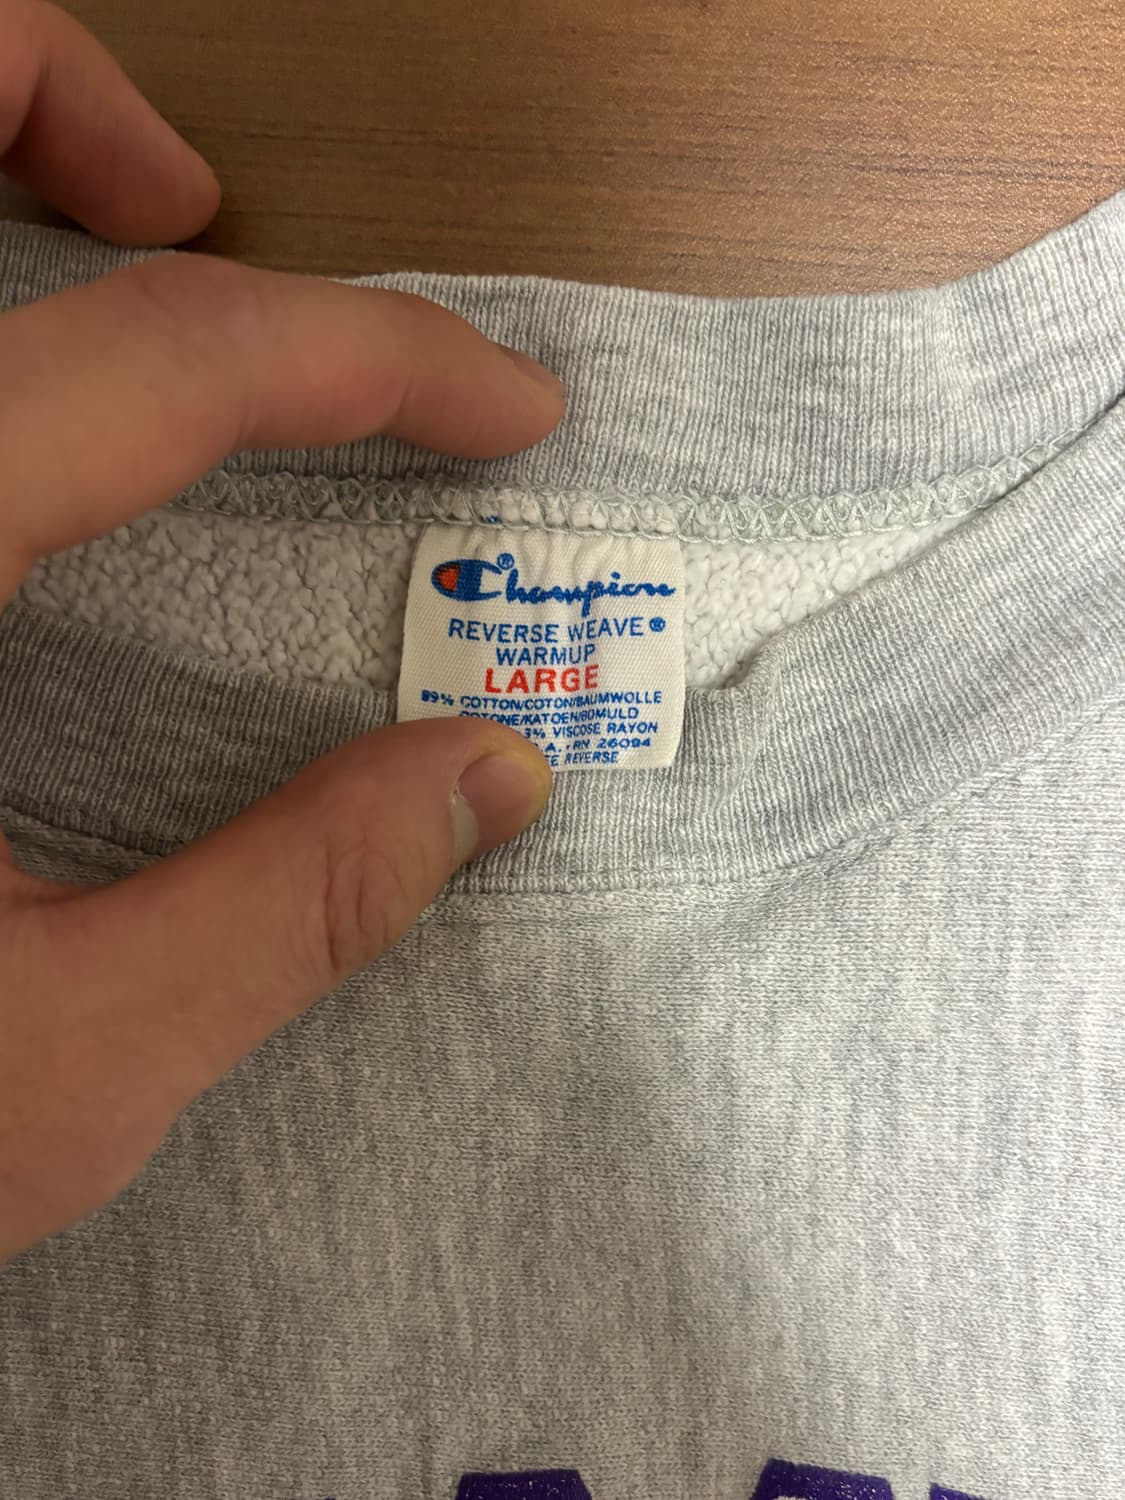 Champion®
REVERSE WEAVE®
WARMUP
LARGE
89% COTTON/COTON/BAUMWOLLE
COTONE/KATOEN/BOMULD
3% VISCOSE RAYON
A. - RN 26094
REVERSE